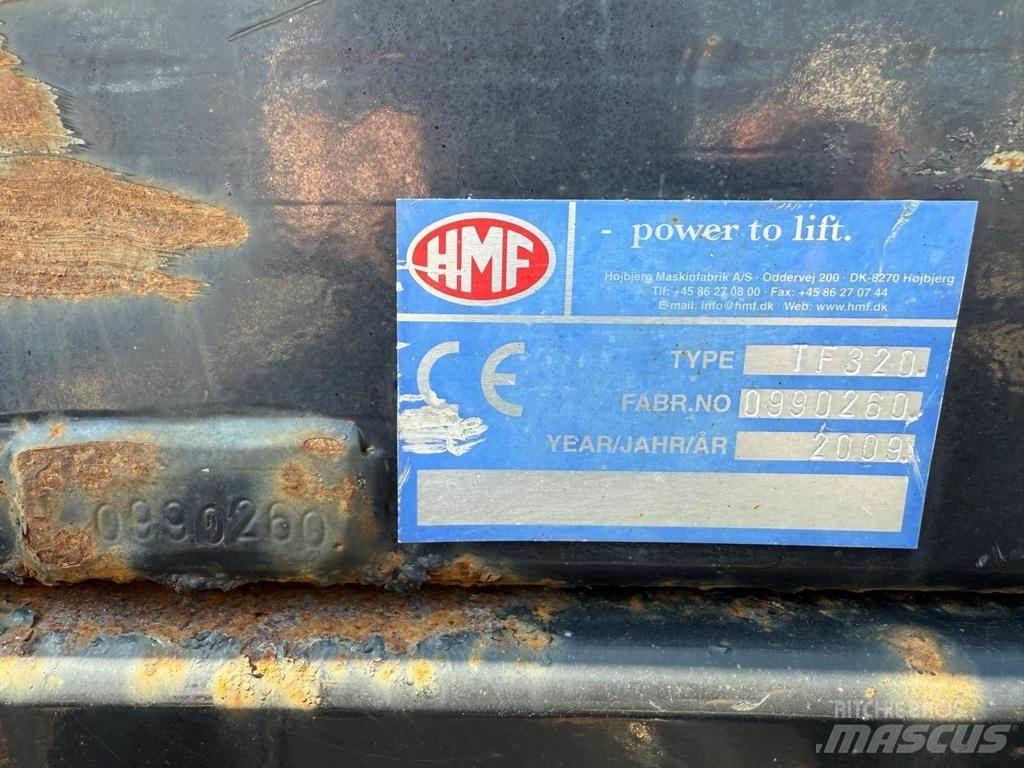 HMF
- power to lift.
Højbjerg Maskinfabrik A/S · Oddervej 200 · DK-8270 Højbjerg
Tlf: +45 86 27 08 00 · Fax: +45 86 27 07 44
E-mail: info@hmf.dk · Web: www.hmf.dk
CE
TYPE TF320
FABR.NO 0990260
YEAR/JAHR/ÅR 2009
0990260
RITCHIE BROS
MASCUS